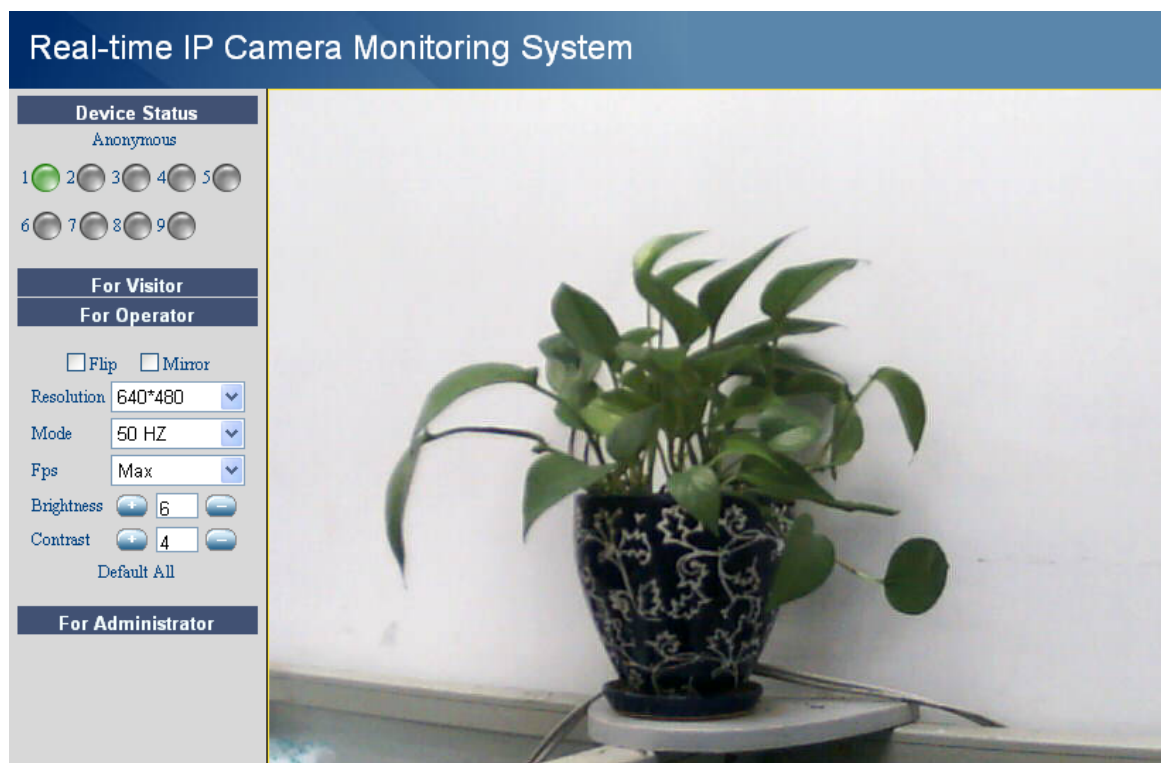 Real-time IP Camera Monitoring System
Device Status
Anonymous
1 2 3 4 5
6 7 8 9
For Visitor
For Operator
Flip Mirror
Resolution 640*480
Mode 50 HZ
Fps Max
Brightness + 6 -
Contrast + 4 -
Default All
For Administrator